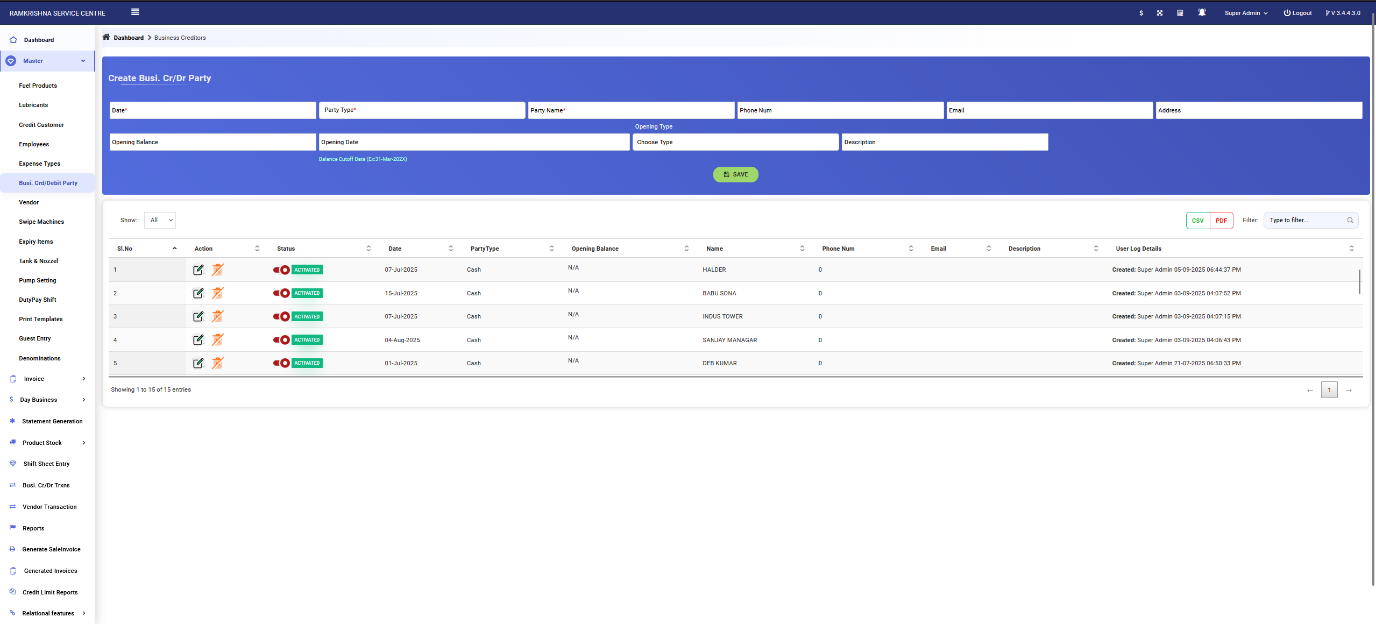 RAMKRISHNA SERVICE CENTRE
$ Super Admin Logout V 3.4.4.3.0
Dashboard
Master
Fuel Products
Lubricants
Credit Customer
Employees
Expense Types
Busi. Crd/Debit Party
Vendor
Swipe Machines
Expiry Items
Tank & Nozzel
Pump Setting
DutyPay Shift
Print Templates
Guest Entry
Denominations
Invoice
$ Day Business
Statement Generation
Product Stock
Shift Sheet Entry
Busi. Cr/Dr Trxns
Vendor Transaction
Reports
Generate SaleInvoice
Generated Invoices
Credit Limit Reports
Relational features
Dashboard > Business Creditors
Create Busi. Cr/Dr Party
Date* Party Type* Party Name* Phone Num Email Address
Opening Type
Opening Balance Opening Date Choose Type Description
Balance Cutoff Date (Ex:31-Mar-202X)
SAVE
Show: All CSV PDF Filter: Type to filter...
Sl.No Action Status Date PartyType Opening Balance Name Phone Num Email Description User Log Details
1 ACTIVATED 07-Jul-2025 Cash N/A HALDER 0 Created: Super Admin 05-09-2025 06:44:37 PM
2 ACTIVATED 15-Jul-2025 Cash N/A BABU SONA 0 Created: Super Admin 03-09-2025 04:07:52 PM
3 ACTIVATED 07-Jul-2025 Cash N/A INDUS TOWER 0 Created: Super Admin 03-09-2025 04:07:15 PM
4 ACTIVATED 04-Aug-2025 Cash N/A SANJAY MANAGAR 0 Created: Super Admin 03-09-2025 04:06:43 PM
5 ACTIVATED 01-Jul-2025 Cash N/A DEB KUMAR 0 Created: Super Admin 21-07-2025 06:50:33 PM
Showing 1 to 15 of 15 entries ← 1 →